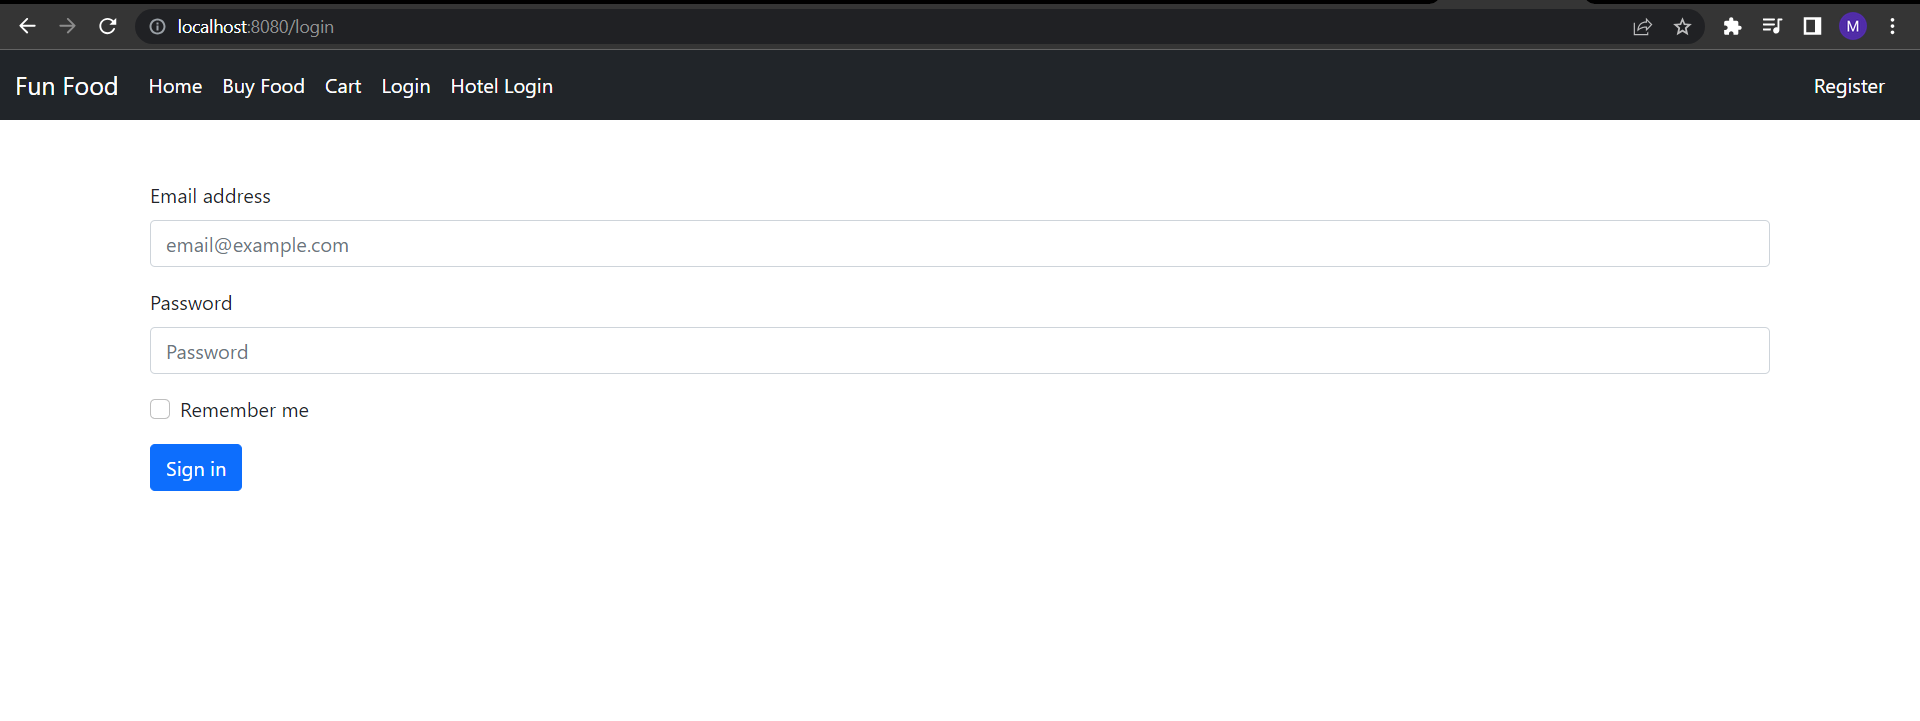 localhost:8080/login
M
Fun Food Home Buy Food Cart Login Hotel Login Register
Email address
email@example.com
Password
Password
Remember me
Sign in